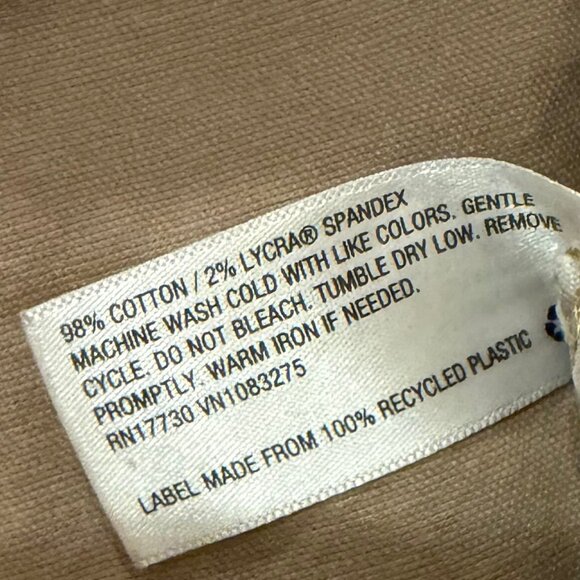 98% COTTON / 2% LYCRA® SPANDEX
MACHINE WASH COLD WITH LIKE COLORS. GENTLE
CYCLE. DO NOT BLEACH. TUMBLE DRY LOW. REMOVE
PROMPTLY. WARM IRON IF NEEDED.
RN17730 VN1083275
LABEL MADE FROM 100% RECYCLED PLASTIC